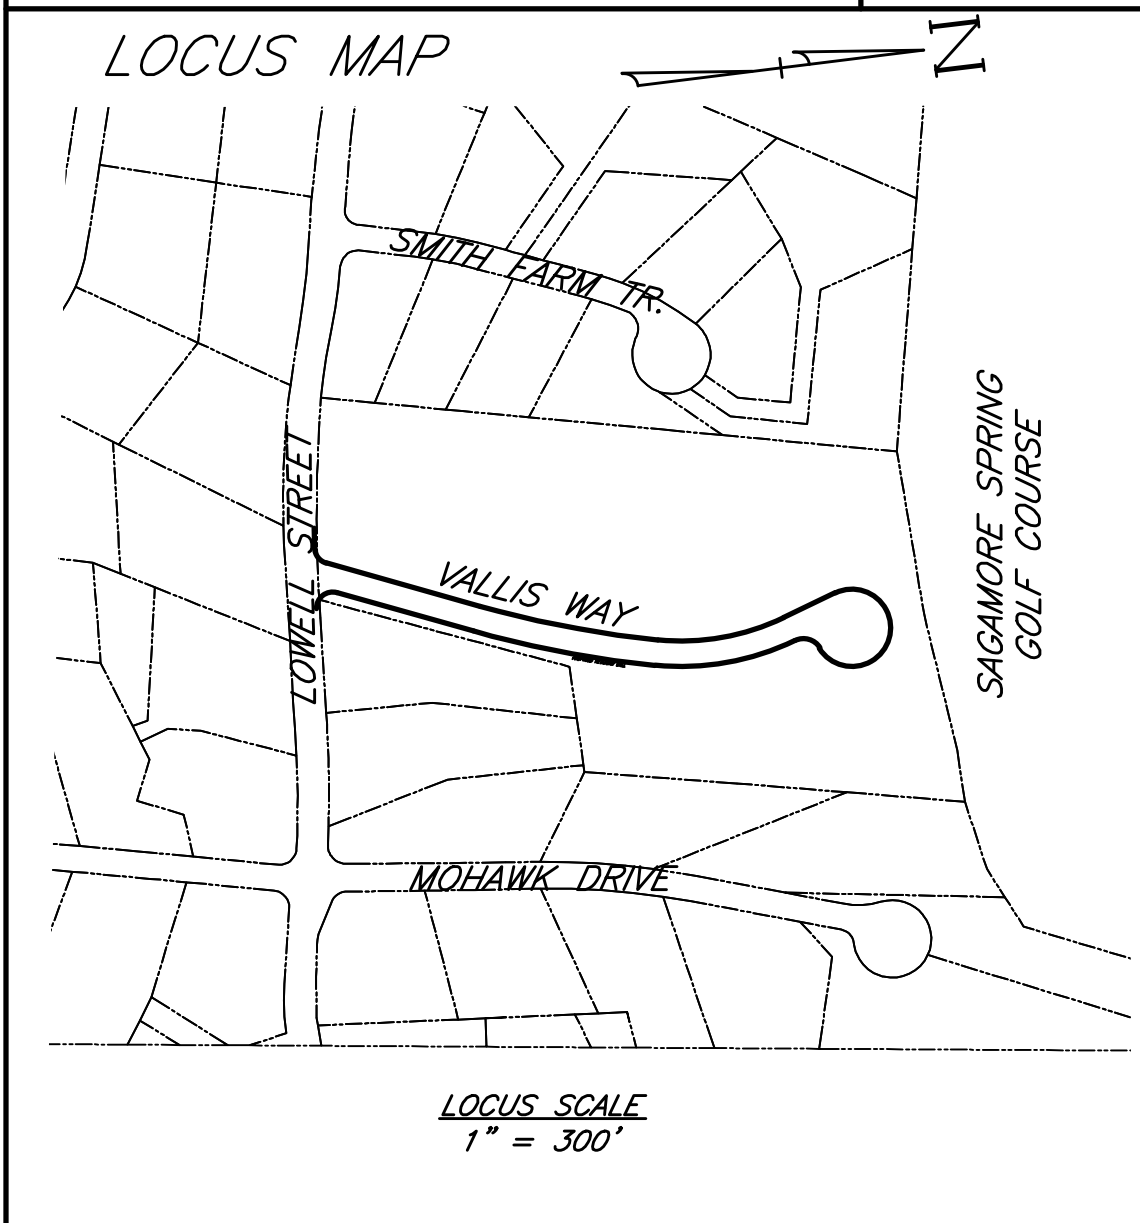 LOCUS MAP
N
SMITH FARM TR.
LOWELL STREET
VALLIS WAY
SAGAMORE SPRING
GOLF COURSE
MOHAWK DRIVE
LOCUS SCALE
1" = 300'